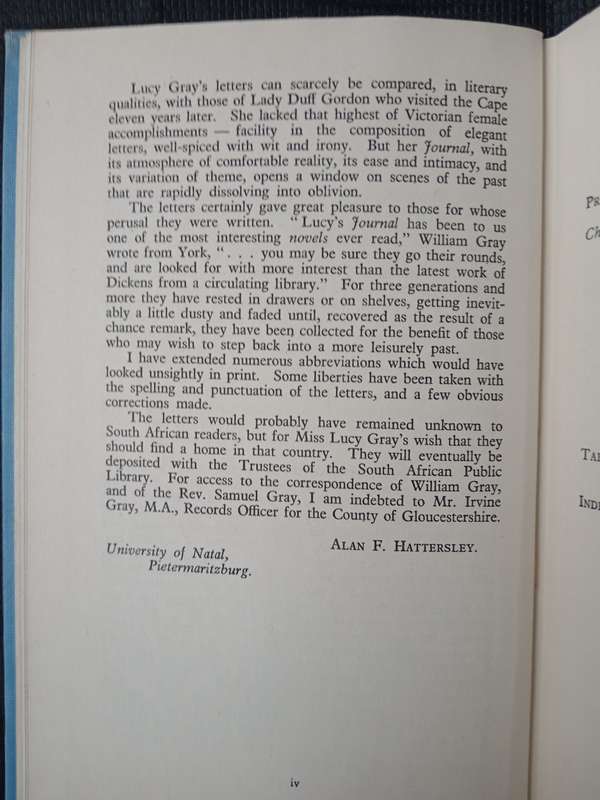 Lucy Gray's letters can scarcely be compared, in literary
qualities, with those of Lady Duff Gordon who visited the Cape
eleven years later. She lacked that highest of Victorian female
accomplishments — facility in the composition of elegant
letters, well-spiced with wit and irony. But her Journal, with
its atmosphere of comfortable reality, its ease and intimacy, and
its variation of theme, opens a window on scenes of the past
that are rapidly dissolving into oblivion.
The letters certainly gave great pleasure to those for whose
perusal they were written. "Lucy's Journal has been to us
one of the most interesting novels ever read," William Gray
wrote from York, ". . . you may be sure they go their rounds,
and are looked for with more interest than the latest work of
Dickens from a circulating library." For three generations and
more they have rested in drawers or on shelves, getting inevit-
ably a little dusty and faded until, recovered as the result of a
chance remark, they have been collected for the benefit of those
who may wish to step back into a more leisurely past.
I have extended numerous abbreviations which would have
looked unsightly in print. Some liberties have been taken with
the spelling and punctuation of the letters, and a few obvious
corrections made.
The letters would probably have remained unknown to
South African readers, but for Miss Lucy Gray's wish that they
should find a home in that country. They will eventually be
deposited with the Trustees of the South African Public
Library. For access to the correspondence of William Gray,
and of the Rev. Samuel Gray, I am indebted to Mr. Irvine
Gray, M.A., Records Officer for the County of Gloucestershire.
ALAN F. HATTERSLEY.
University of Natal,
Pietermaritzburg.
iv